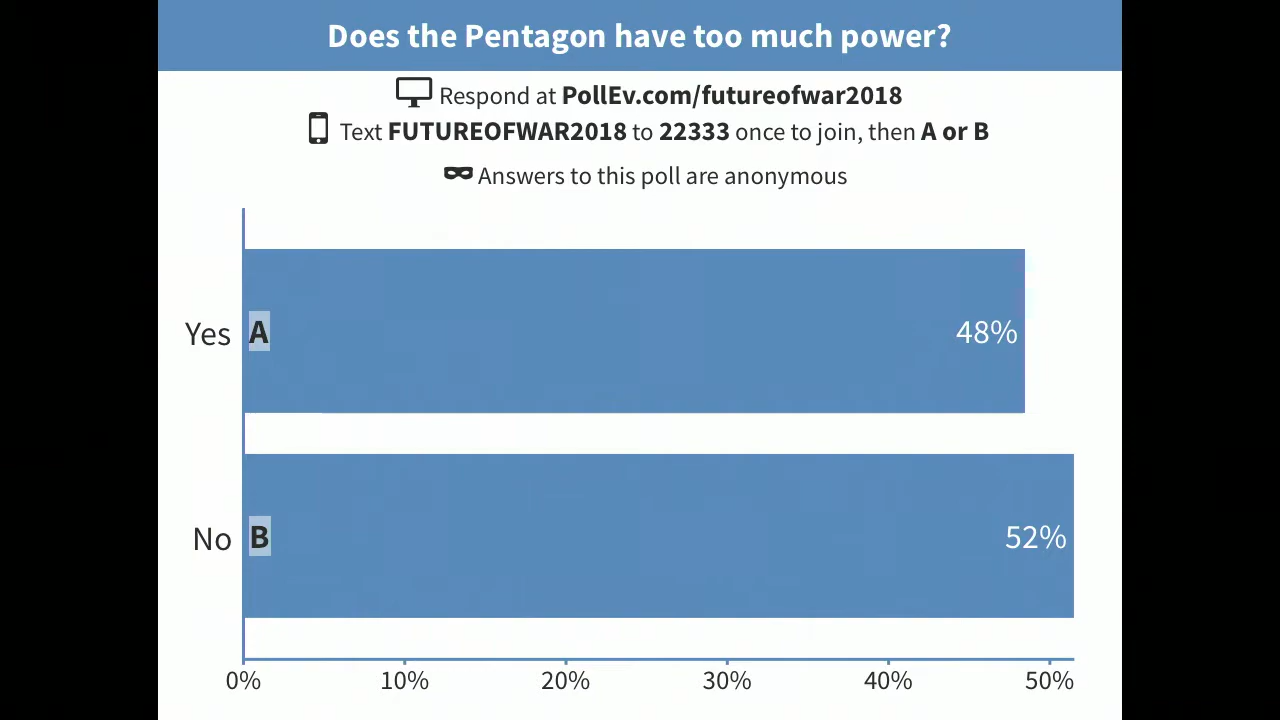 Does the Pentagon have too much power?
Respond at PollEv.com/futureofwar2018
Text FUTUREOFWAR2018 to 22333 once to join, then A or B
Answers to this poll are anonymous
Yes A 48%
No B 52%
0% 10% 20% 30% 40% 50%